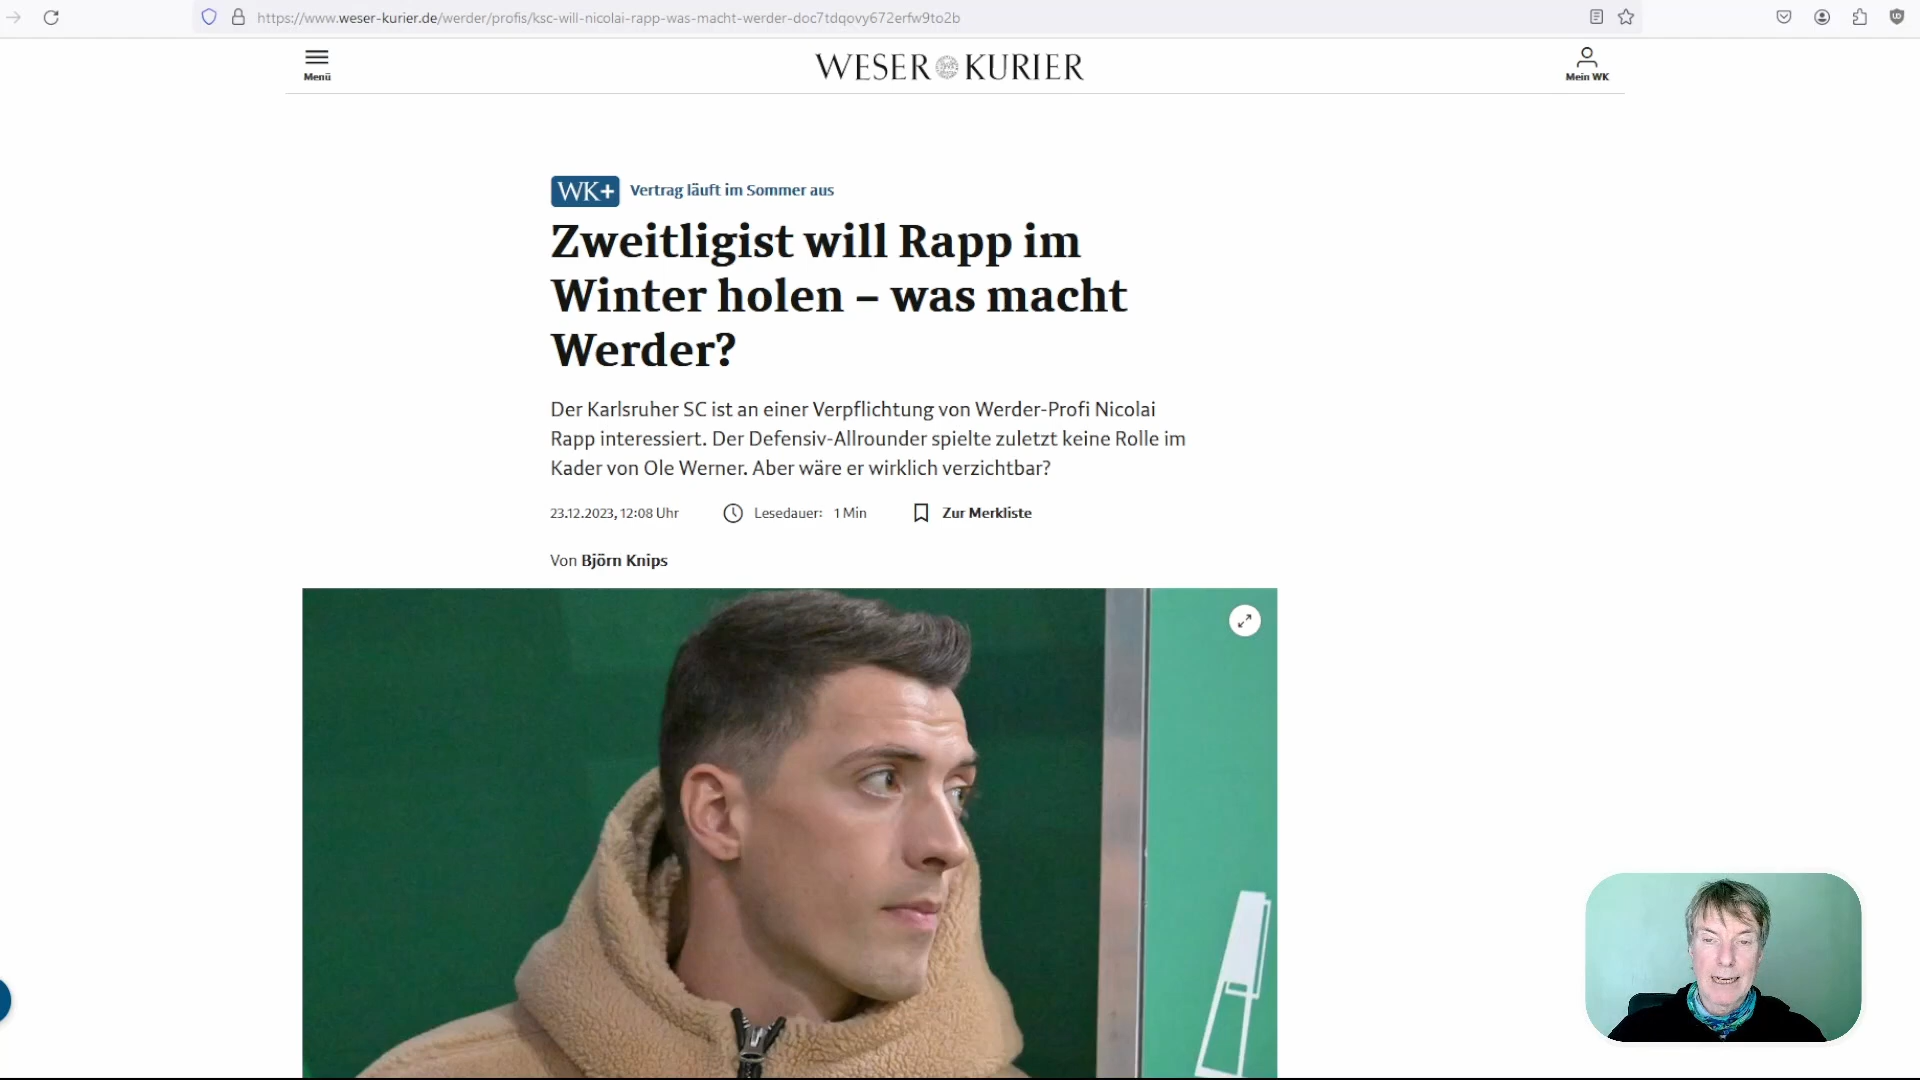 https://www.weser-kurier.de/werder/profis/ksc-will-nicolai-rapp-was-macht-werder-doc7tdqovy672erfw9to2b
Menü
WESER KURIER
Mein WK
WK+ Vertrag läuft im Sommer aus
Zweitligist will Rapp im
Winter holen – was macht
Werder?
Der Karlsruher SC ist an einer Verpflichtung von Werder-Profi Nicolai
Rapp interessiert. Der Defensiv-Allrounder spielte zuletzt keine Rolle im
Kader von Ole Werner. Aber wäre er wirklich verzichtbar?
23.12.2023, 12:08 Uhr Lesedauer: 1 Min Zur Merkliste
Von Björn Knips